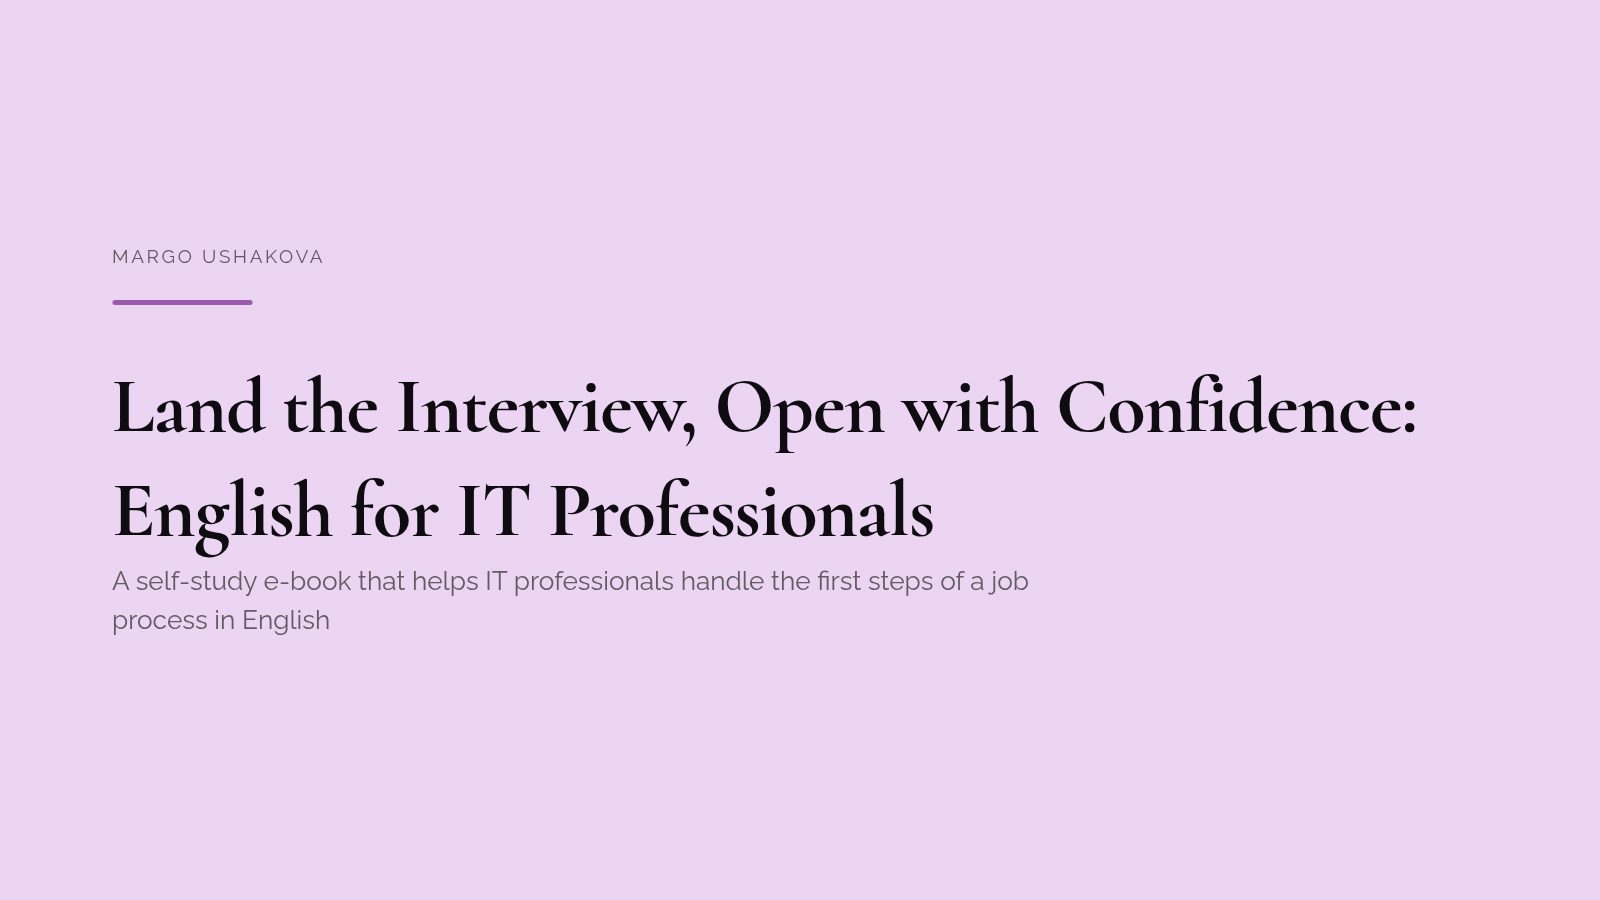 MARGO USHAKOVA
Land the Interview, Open with Confidence:
English for IT Professionals
A self-study e-book that helps IT professionals handle the first steps of a job
process in English